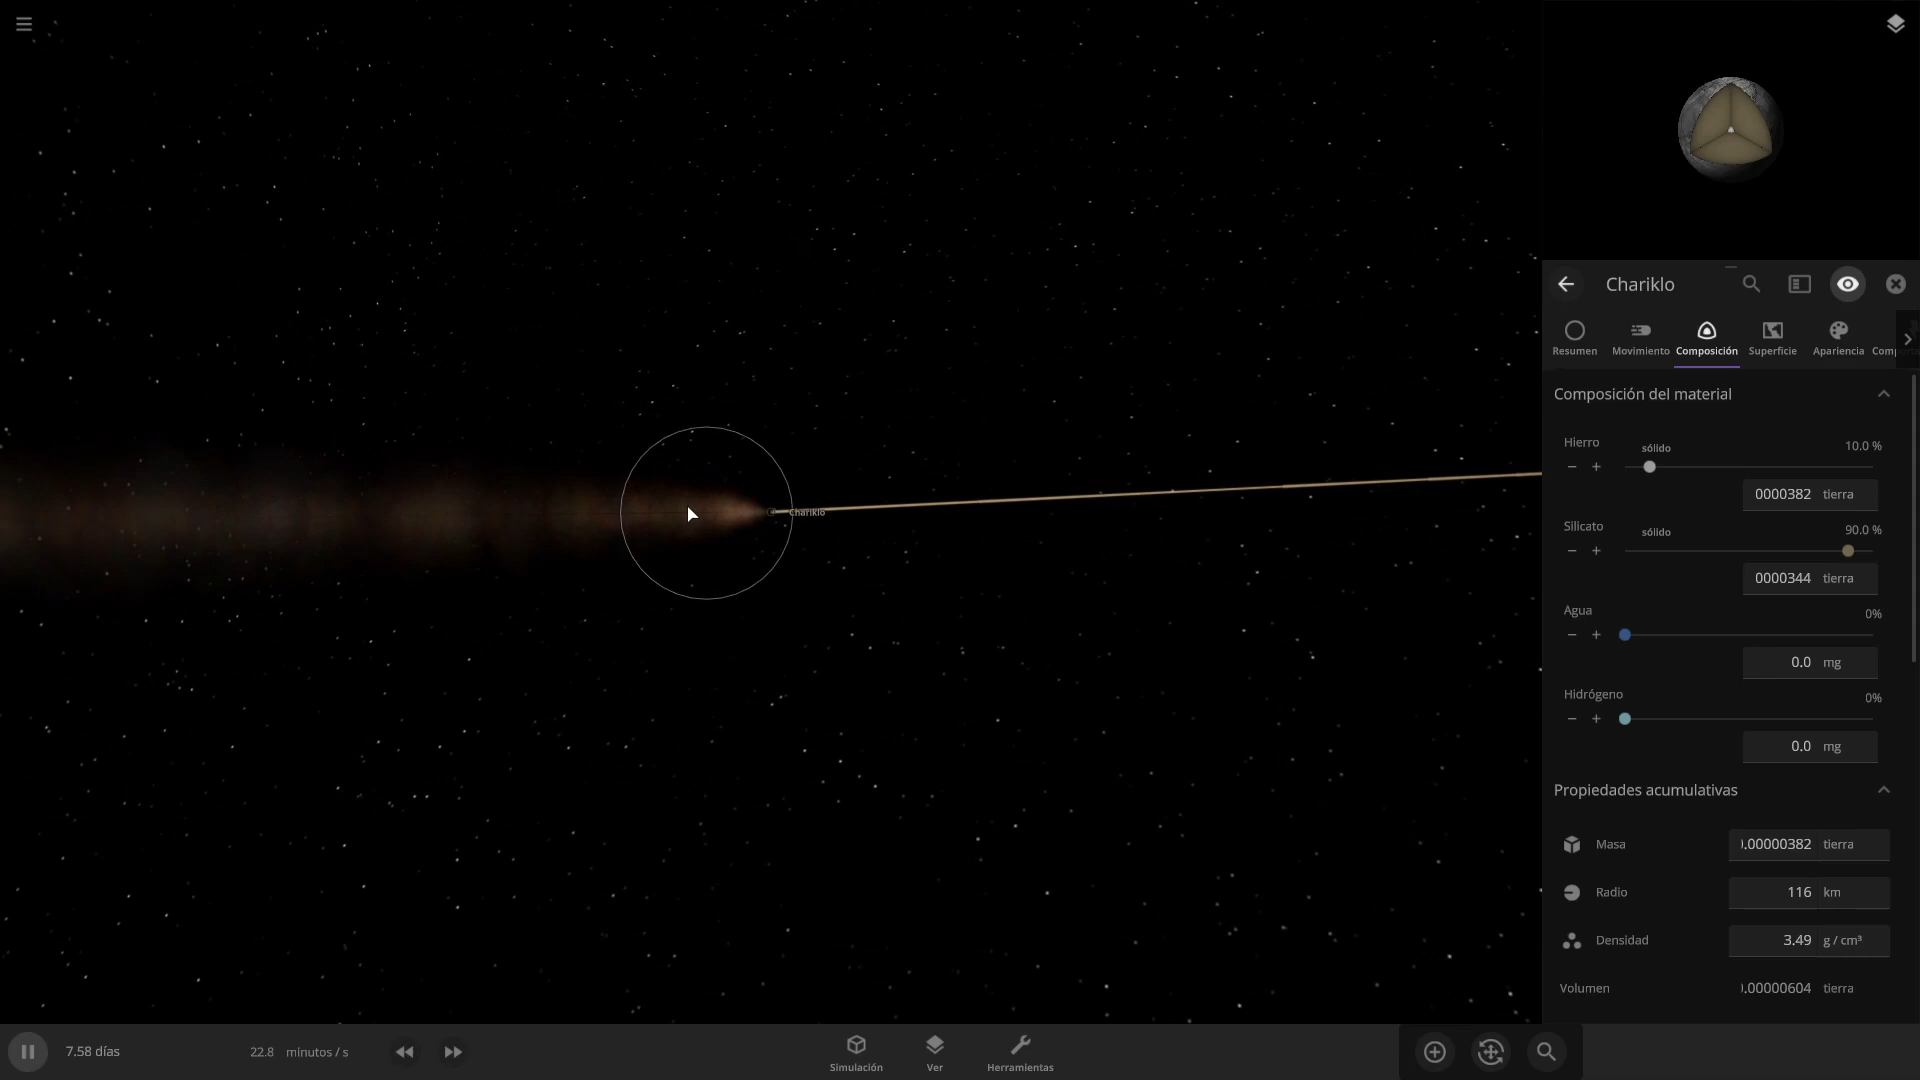 Chariklo
Resumen
Movimiento
Composición
Superficie
Apariencia
Composición del material
Hierro
sólido
10.0 %
0000382 tierra
Silicato
sólido
90.0 %
0000344 tierra
Agua
0%
0.0 mg
Hidrógeno
0%
0.0 mg
Propiedades acumulativas
Masa
.00000382 tierra
Radio
116 km
Densidad
3.49 g / cm³
Volumen
.00000604 tierra
Chariklo
7.58 días
22.8 minutos / s
Simulación
Ver
Herramientas